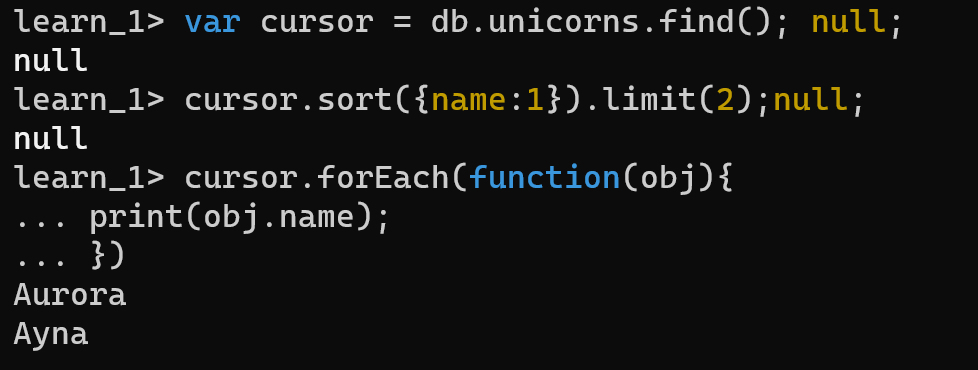 learn_1> var cursor = db.unicorns.find(); null;
null
learn_1> cursor.sort({name:1}).limit(2);null;
null
learn_1> cursor.forEach(function(obj){
... print(obj.name);
... })
Aurora
Ayna